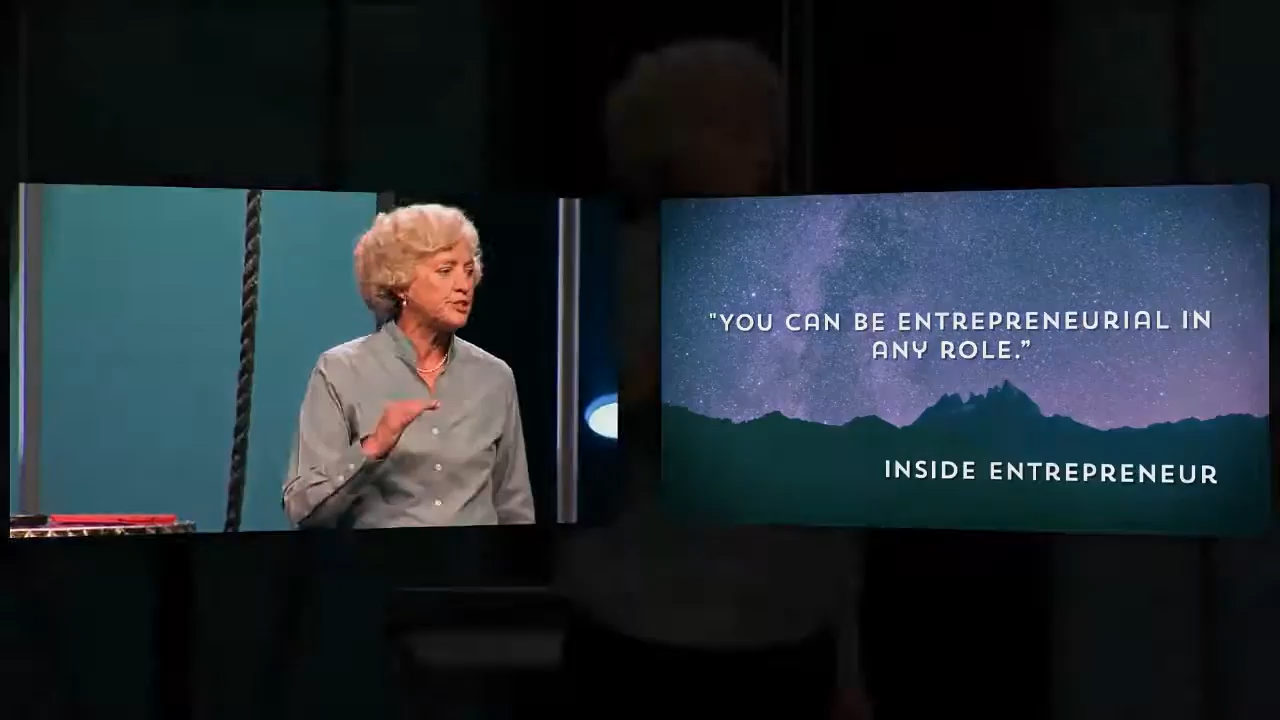 "YOU CAN BE ENTREPRENEURIAL IN
ANY ROLE."
INSIDE ENTREPRENEUR